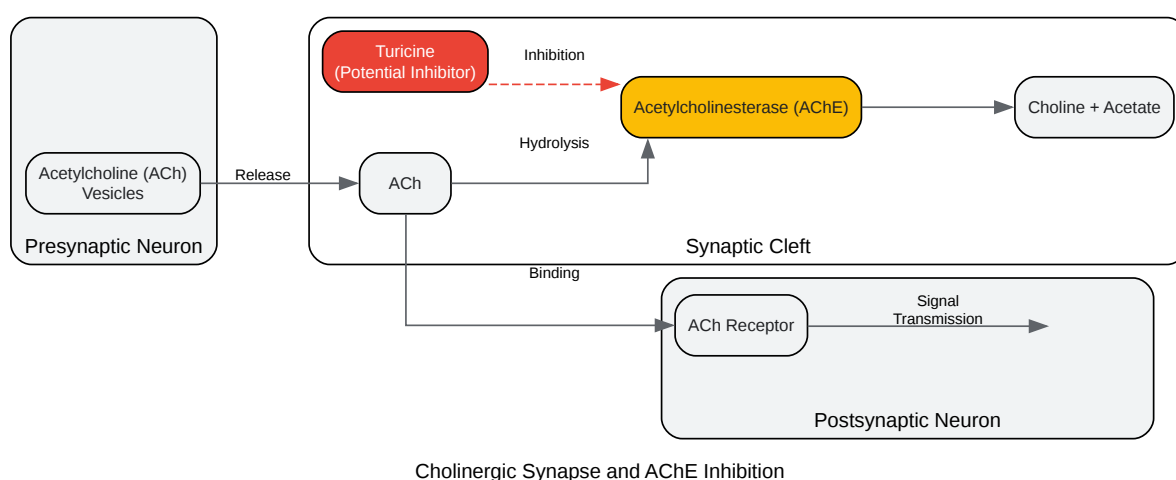 Turicine
(Potential Inhibitor)
Inhibition
Acetylcholinesterase (AChE)
Choline + Acetate
Hydrolysis
Acetylcholine (ACh)
Vesicles
Release
ACh
Presynaptic Neuron
Synaptic Cleft
Binding
ACh Receptor
Signal
Transmission
Postsynaptic Neuron
Cholinergic Synapse and AChE Inhibition